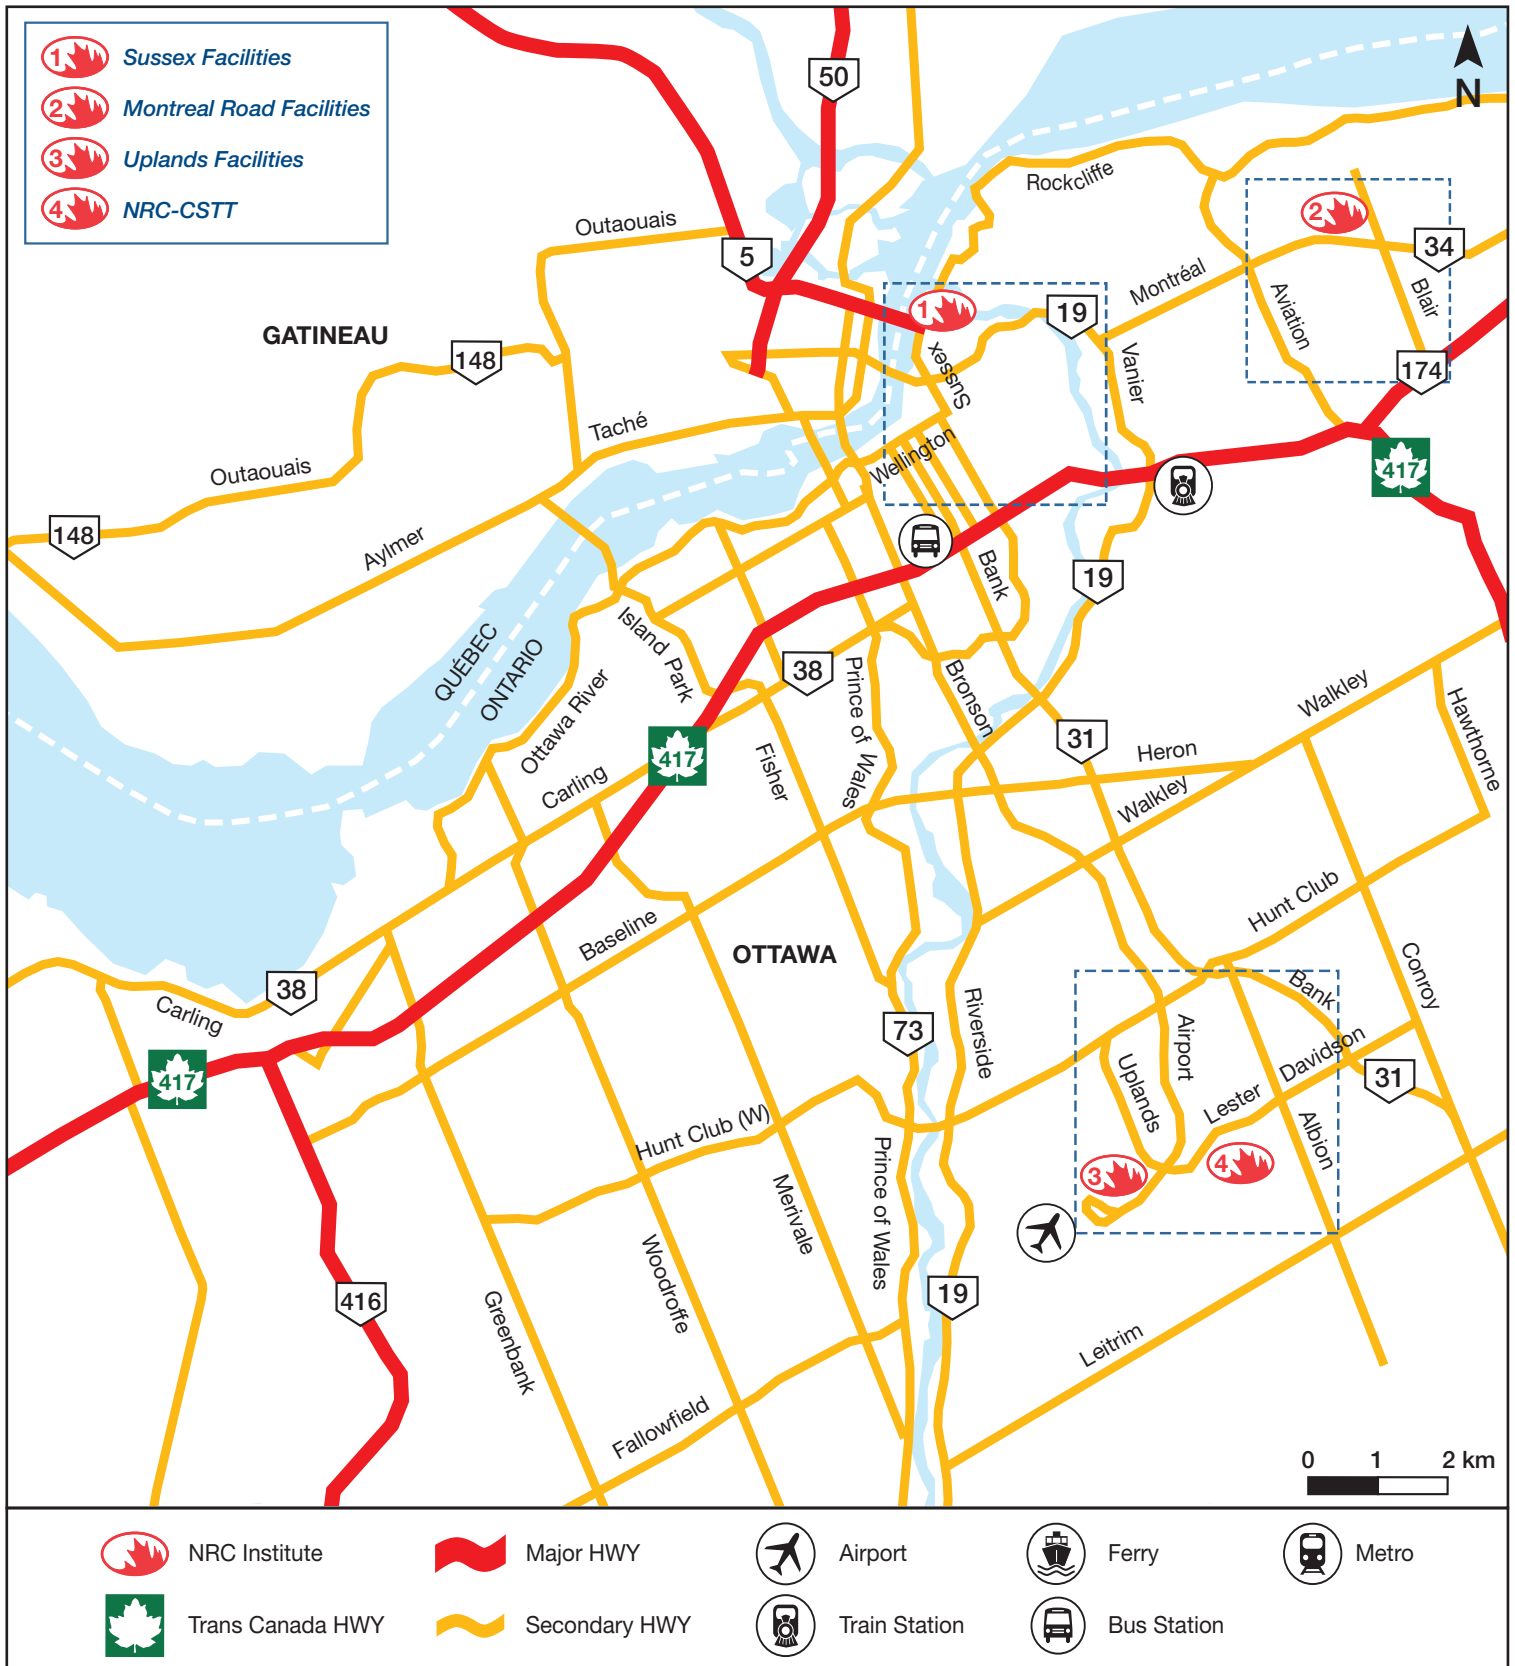 1 Sussex Facilities
2 Montreal Road Facilities
3 Uplands Facilities
4 NRC-CSTT
N
50
Rockcliffe
2
34
Outaouais
5
Montréal
Blair
Aviation
1
19
GATINEAU
148
Sussex
Vanier
174
Taché
Wellington
417
Outaouais
148
Aylmer
Bank
19
Island Park
QUÉBEC
ONTARIO
38
Prince of Wales
Bronson
Ottawa River
Walkley
Hawthorne
31
Heron
417
Carling
Fisher
Walkley
Hunt Club
Baseline
OTTAWA
Conroy
38
Carling
Bank
73
Riverside
Airport
Davidson
417
Uplands
31
Lester
Hunt Club (W)
Albion
3
4
Merivale
Prince of Wales
Woodroffe
416
19
Greenbank
Leitrim
Fallowfield
0 1 2 km
NRC Institute
Major HWY
Airport
Ferry
Metro
Trans Canada HWY
Secondary HWY
Train Station
Bus Station